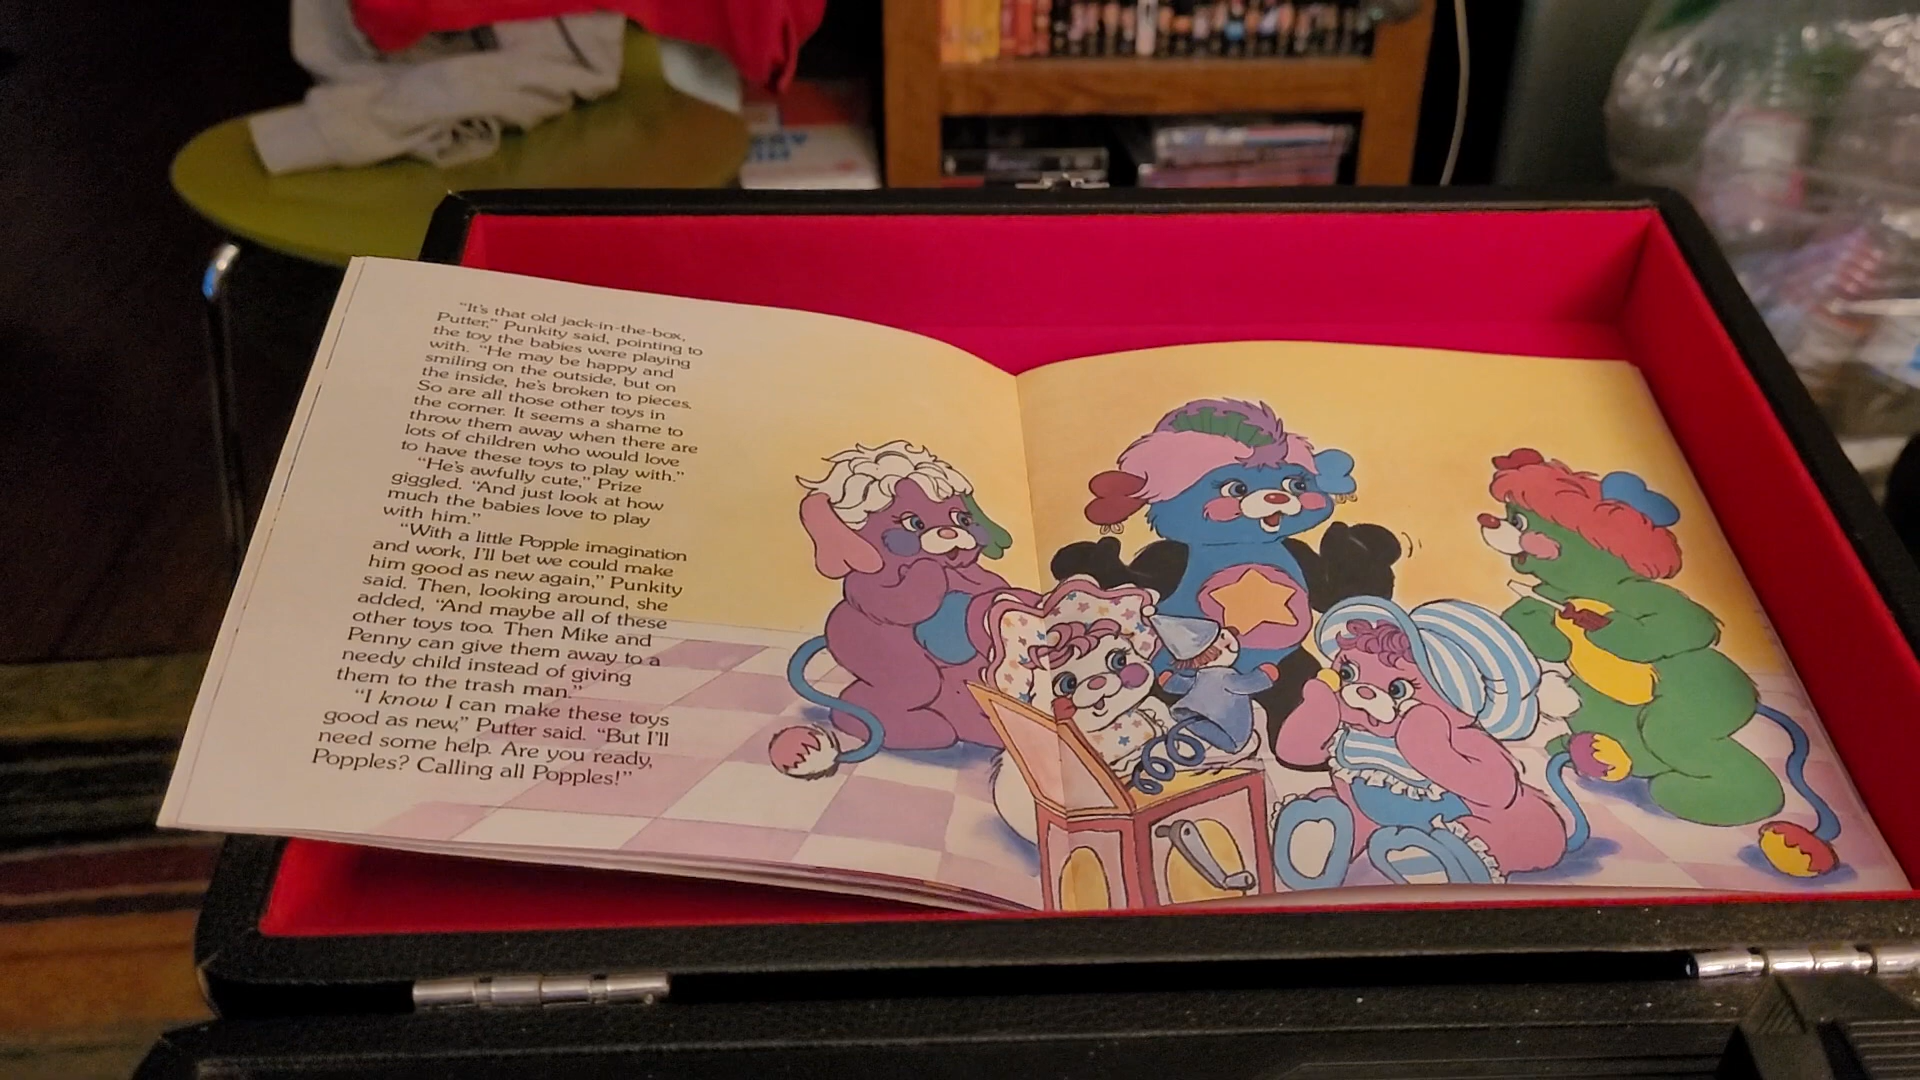 "It's that old jack-in-the-box,
Putter," Punkity said, pointing to
the toy the babies were playing
with. "He may be happy and
smiling on the outside, but on
the inside, he's broken to pieces.
So are all those other toys in
the corner. It seems a shame to
throw them away when there are
lots of children who would love
to have these toys to play with."
"He's awfully cute," Prize
giggled. "And just look at how
much the babies love to play
with him."
"With a little Popple imagination
and work, I'll bet we could make
him good as new again," Punkity
said. Then, looking around, she
added, "And maybe all of these
other toys too. Then Mike and
Penny can give them away to a
needy child instead of giving
them to the trash man."
"I know I can make these toys
good as new," Putter said. "But I'll
need some help. Are you ready,
Popples? Calling all Popples!"